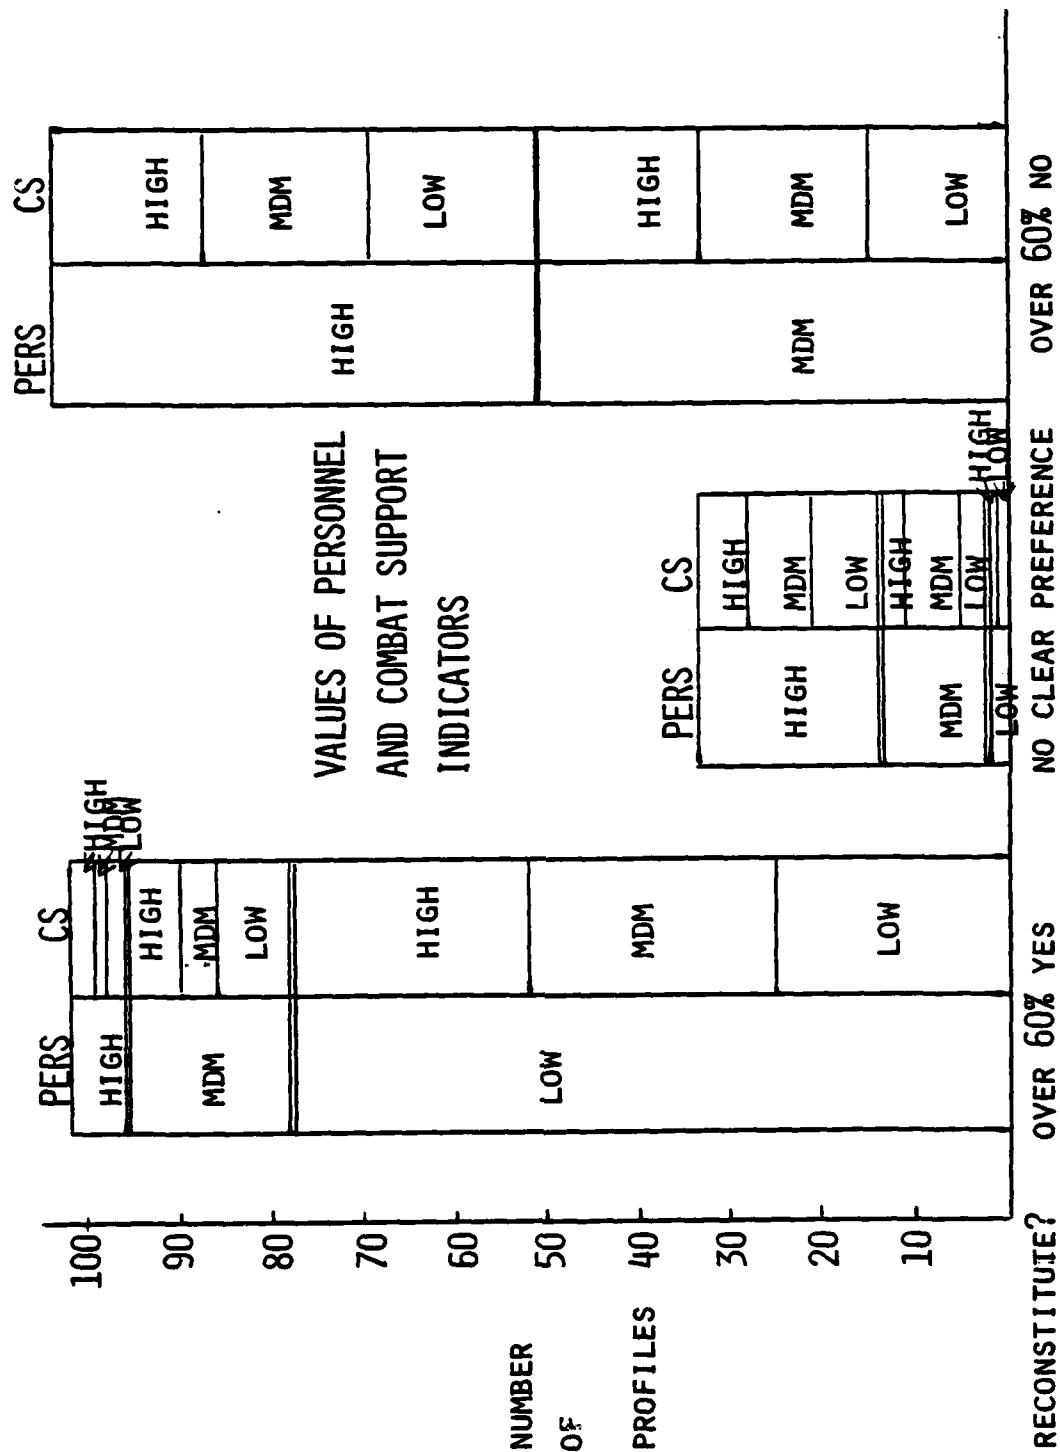 PERS CS
HIGH
MDM
LOW
HIGH
MDM
LOW
HIGH
MDM
LOW
HIGH
MDM
LOW
VALUES OF PERSONNEL
AND COMBAT SUPPORT
INDICATORS
PERS CS
HIGH
MDM
LOW
HIGH
MDM
LOW
HIGH
MDM
LOW
HIGH
LOW
PERS CS
HIGH
MDM
HIGH
MDM
LOW
HIGH
MDM
LOW
NUMBER
OF
PROFILES
100
90
80
70
60
50
40
30
20
10
RECONSTITUTE? OVER 60% YES NO CLEAR PREFERENCE OVER 60% NO